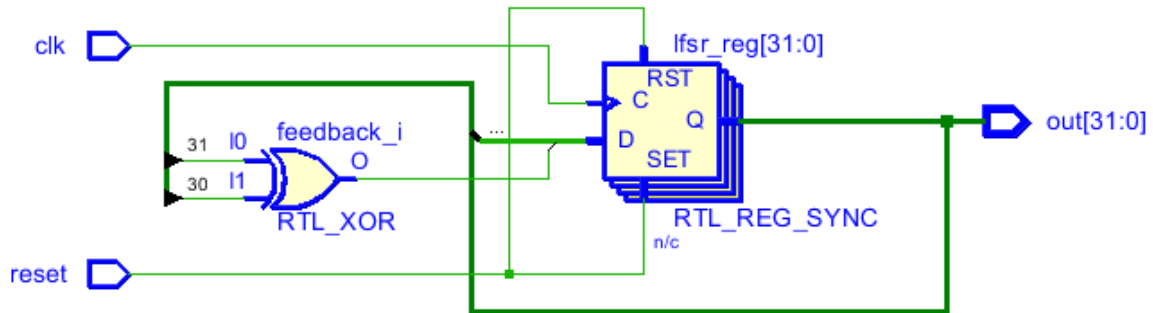 clk
lfsr_reg[31:0]
RST
C
feedback_i
...
Q
out[31:0]
31
I0
O
D
30
I1
SET
RTL_XOR
RTL_REG_SYNC
n/c
reset